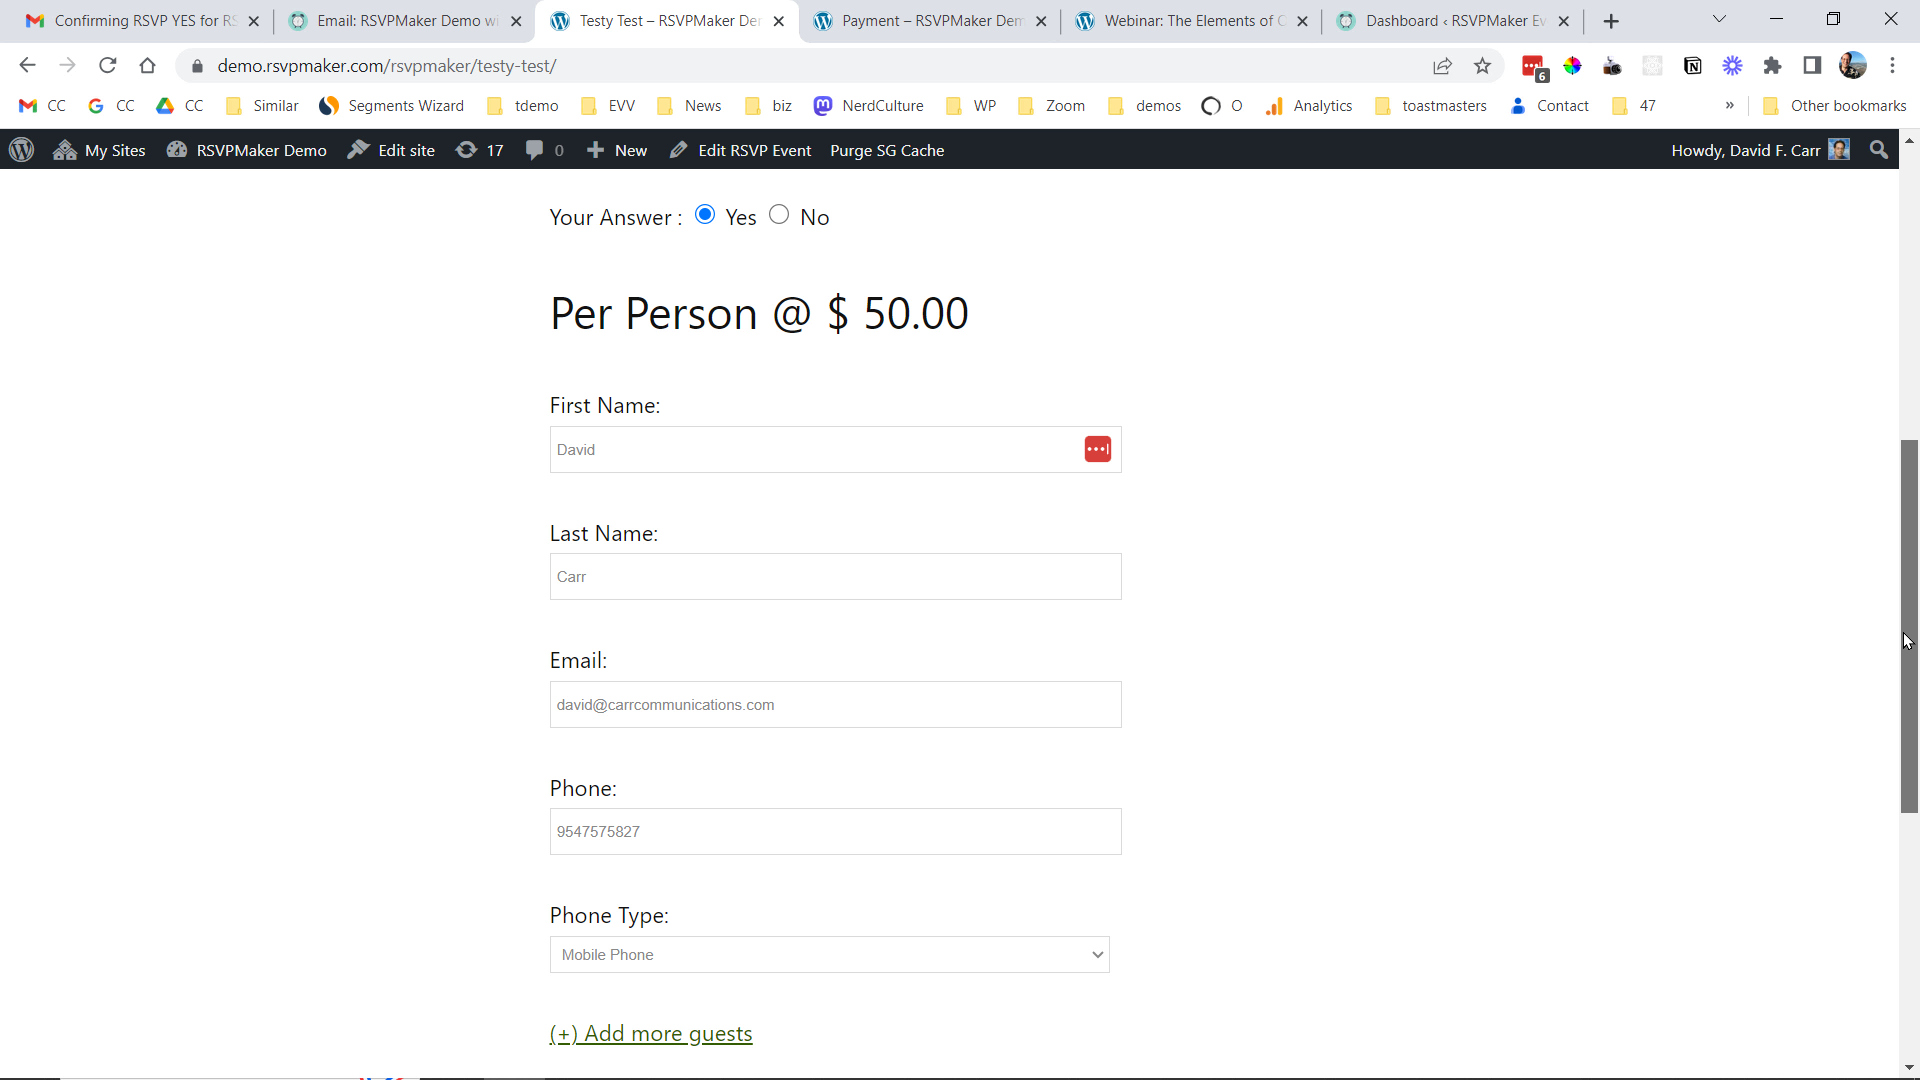 Confirming RSVP YES for RS
Email: RSVPMaker Demo wi
Testy Test – RSVPMaker Der
Payment – RSVPMaker Dem
Webinar: The Elements of C
Dashboard ‹ RSVPMaker Ev
demo.rsvpmaker.com/rsvpmaker/testy-test/
6
CC
CC
CC
Similar
Segments Wizard
tdemo
EVV
News
biz
NerdCulture
WP
Zoom
demos
O
Analytics
toastmasters
Contact
47
»
Other bookmarks
My Sites
RSVPMaker Demo
Edit site
17
0
New
Edit RSVP Event
Purge SG Cache
Howdy, David F. Carr
Your Answer : Yes No
Per Person @ $ 50.00
First Name:
David
Last Name:
Carr
Email:
david@carrcommunications.com
Phone:
9547575827
Phone Type:
Mobile Phone
(+) Add more guests